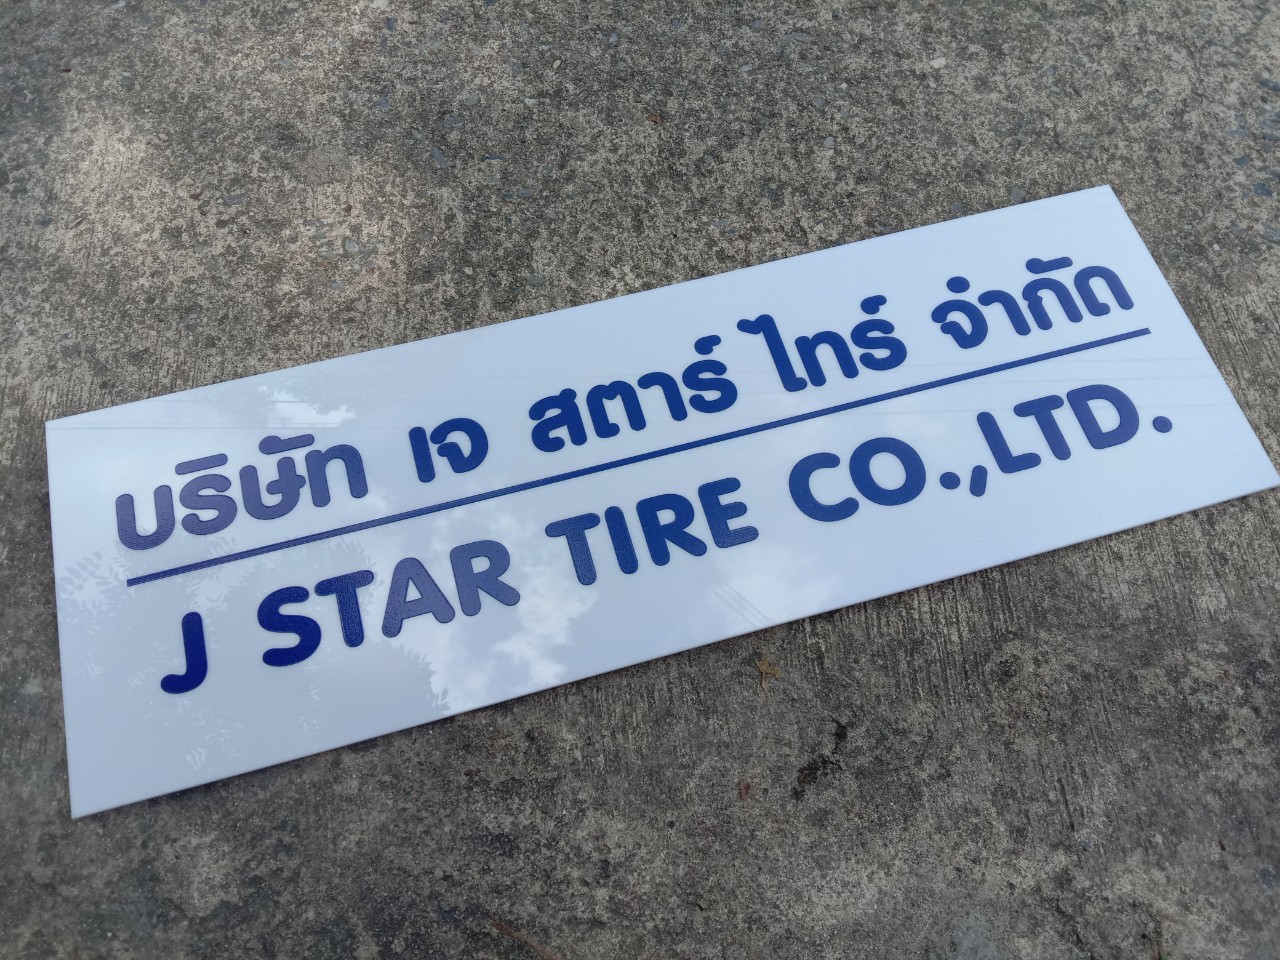 บริษัท เจ สตาร์ ไทร์ จำกัด
J STAR TIRE CO.,LTD.